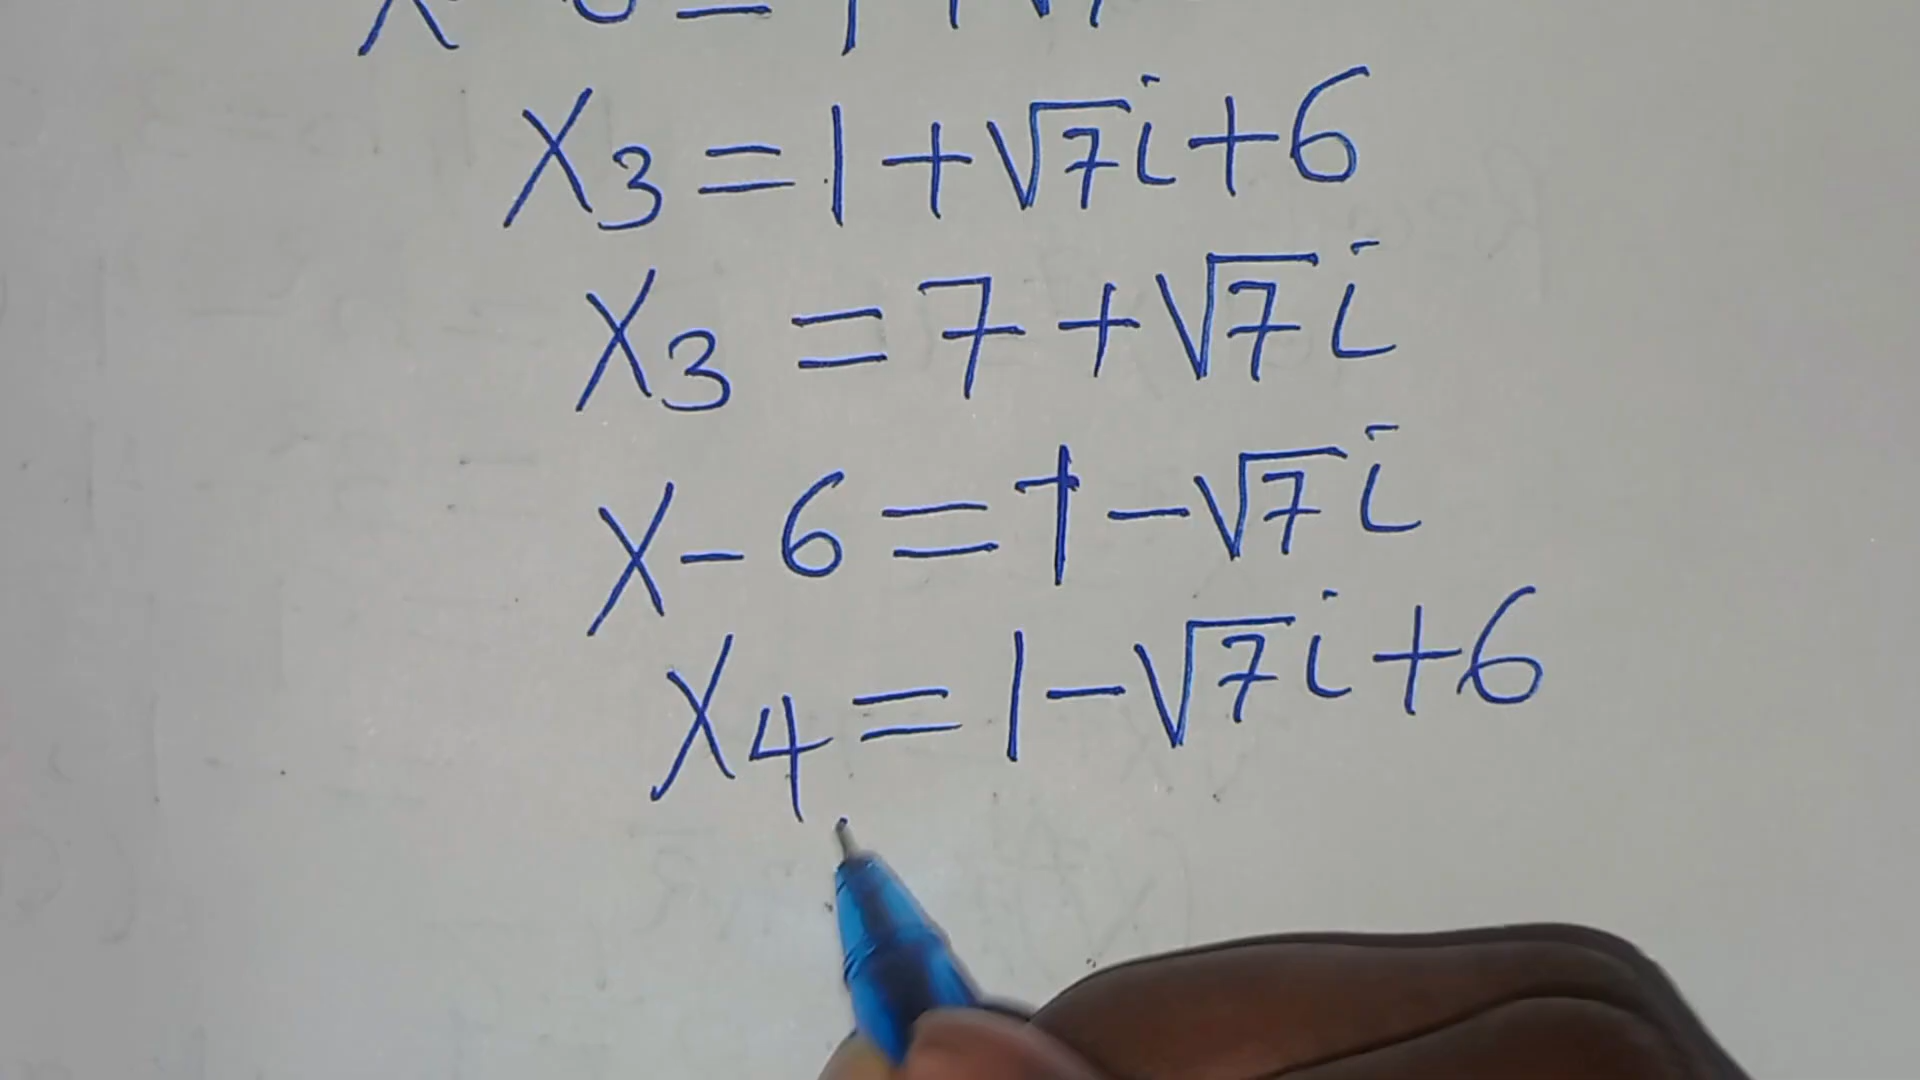 X₃ = 1 + √7i + 6
X₃ = 7 + √7i
X - 6 = 1 - √7i
X₄ = 1 - √7i + 6